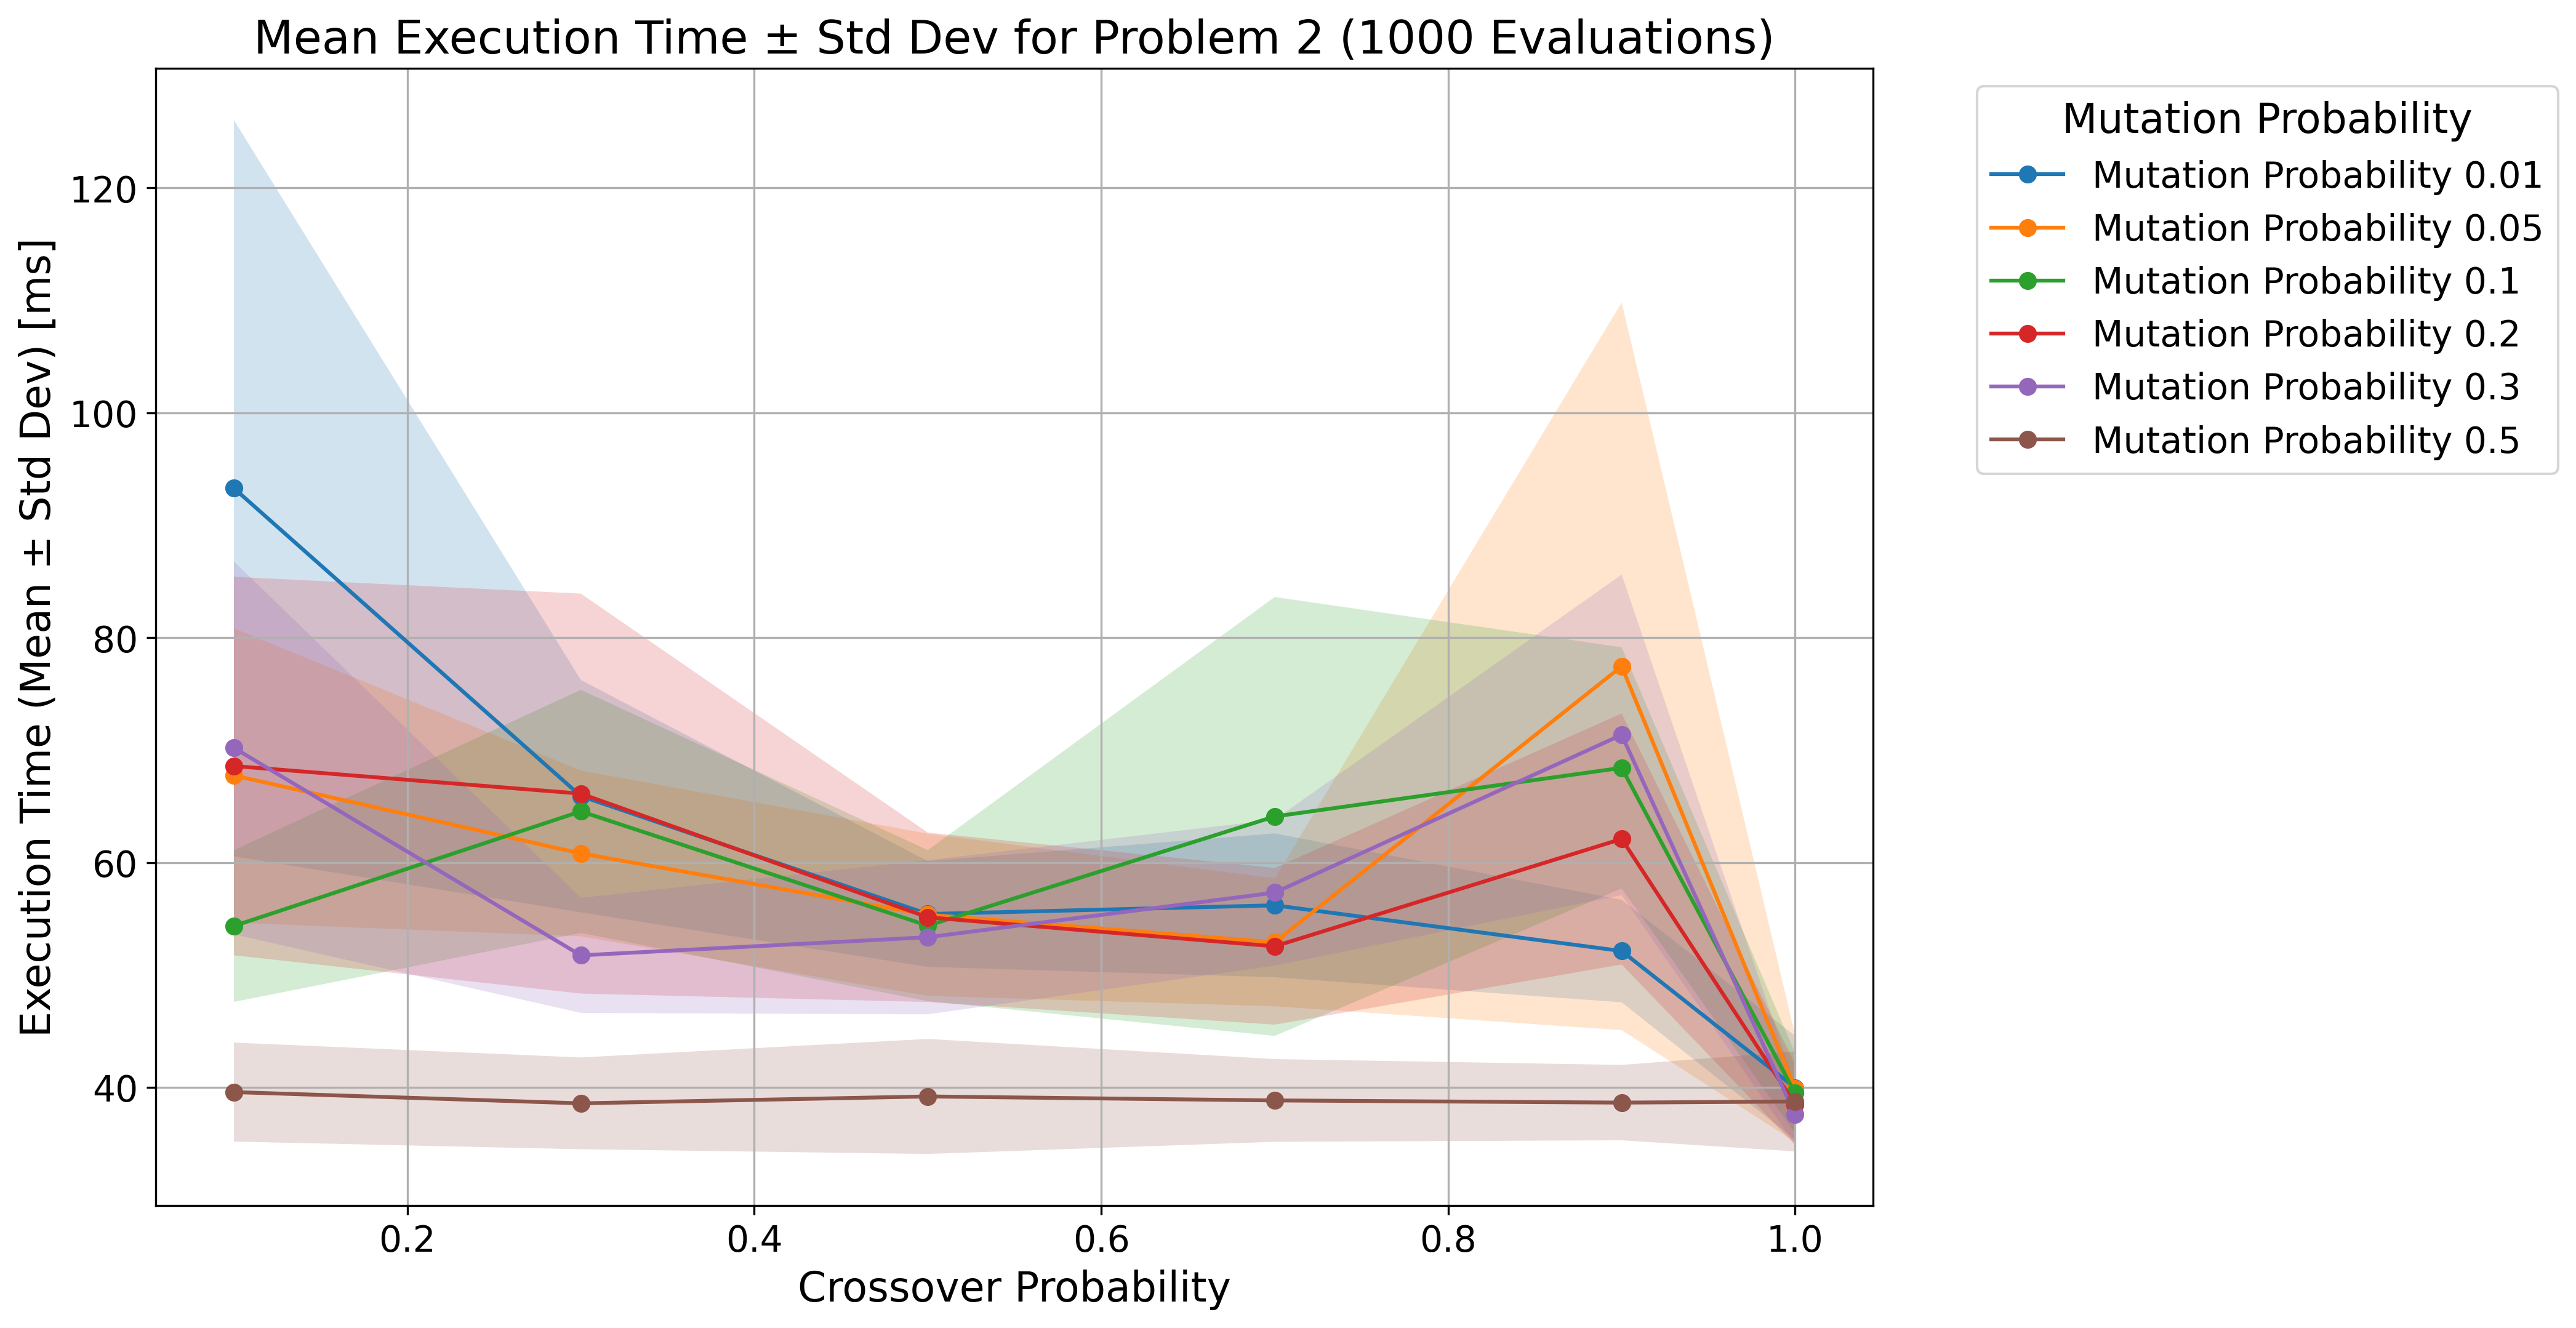 Mean Execution Time ± Std Dev for Problem 2 (1000 Evaluations)
Execution Time (Mean ± Std Dev) [ms]
120
100
80
60
40
0.2 0.4 0.6 0.8 1.0
Crossover Probability
Mutation Probability
Mutation Probability 0.01
Mutation Probability 0.05
Mutation Probability 0.1
Mutation Probability 0.2
Mutation Probability 0.3
Mutation Probability 0.5